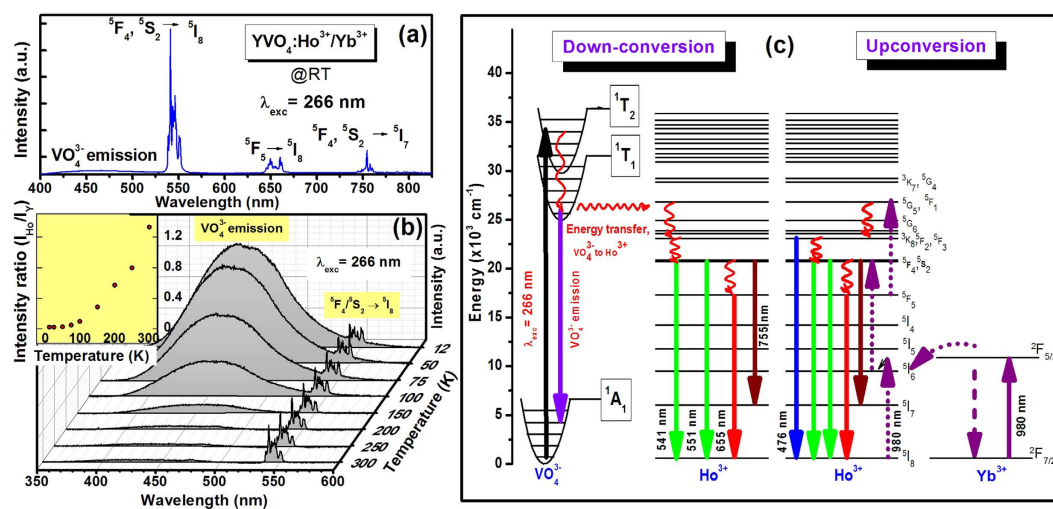 ⁵F₄, ⁵S₂ → ⁵I₈
YVO₄:Ho³⁺/Yb³⁺
(a)
@RT
λexc = 266 nm
⁵F₅ → ⁵I₈
⁵F₄, ⁵S₂ → ⁵I₇
VO₄³⁻ emission
Intensity (a.u.)
400 450 500 550 600 650 700 750 800
Wavelength (nm)
(b)
VO₄³⁻ emission
λexc = 266 nm
⁵F₄/⁵S₂ → ⁵I₈
Intensity ratio (I_Ho/I_Y)
1.2
0.8
0.4
0
0 100 200 300
Temperature (K)
Intensity (a.u.)
12
50
75
100
150
200
250
300
Temperature (K)
350 400 450 500 550 600
Wavelength (nm)
Down-conversion
(c)
Upconversion
Energy (x10³ cm⁻¹)
40
35
30
25
20
15
10
5
0
¹T₂
¹T₁
¹A₁
λexc = 266 nm
VO₄³⁻ emission
Energy transfer,
VO₄³⁻ to Ho³⁺
541 nm
551 nm
655 nm
755nm
476 nm
980 nm
980 nm
³K₇, ⁵G₄
⁵G₅, ⁵F₁
⁵G₆
³K₈, ⁵F₂, ⁵F₃
⁵F₄, ⁵S₂
⁵F₅
⁵I₄
⁵I₅
⁵I₆
⁵I₇
⁵I₈
²F₅/₂
²F₇/₂
VO₄³⁻
Ho³⁺
Ho³⁺
Yb³⁺